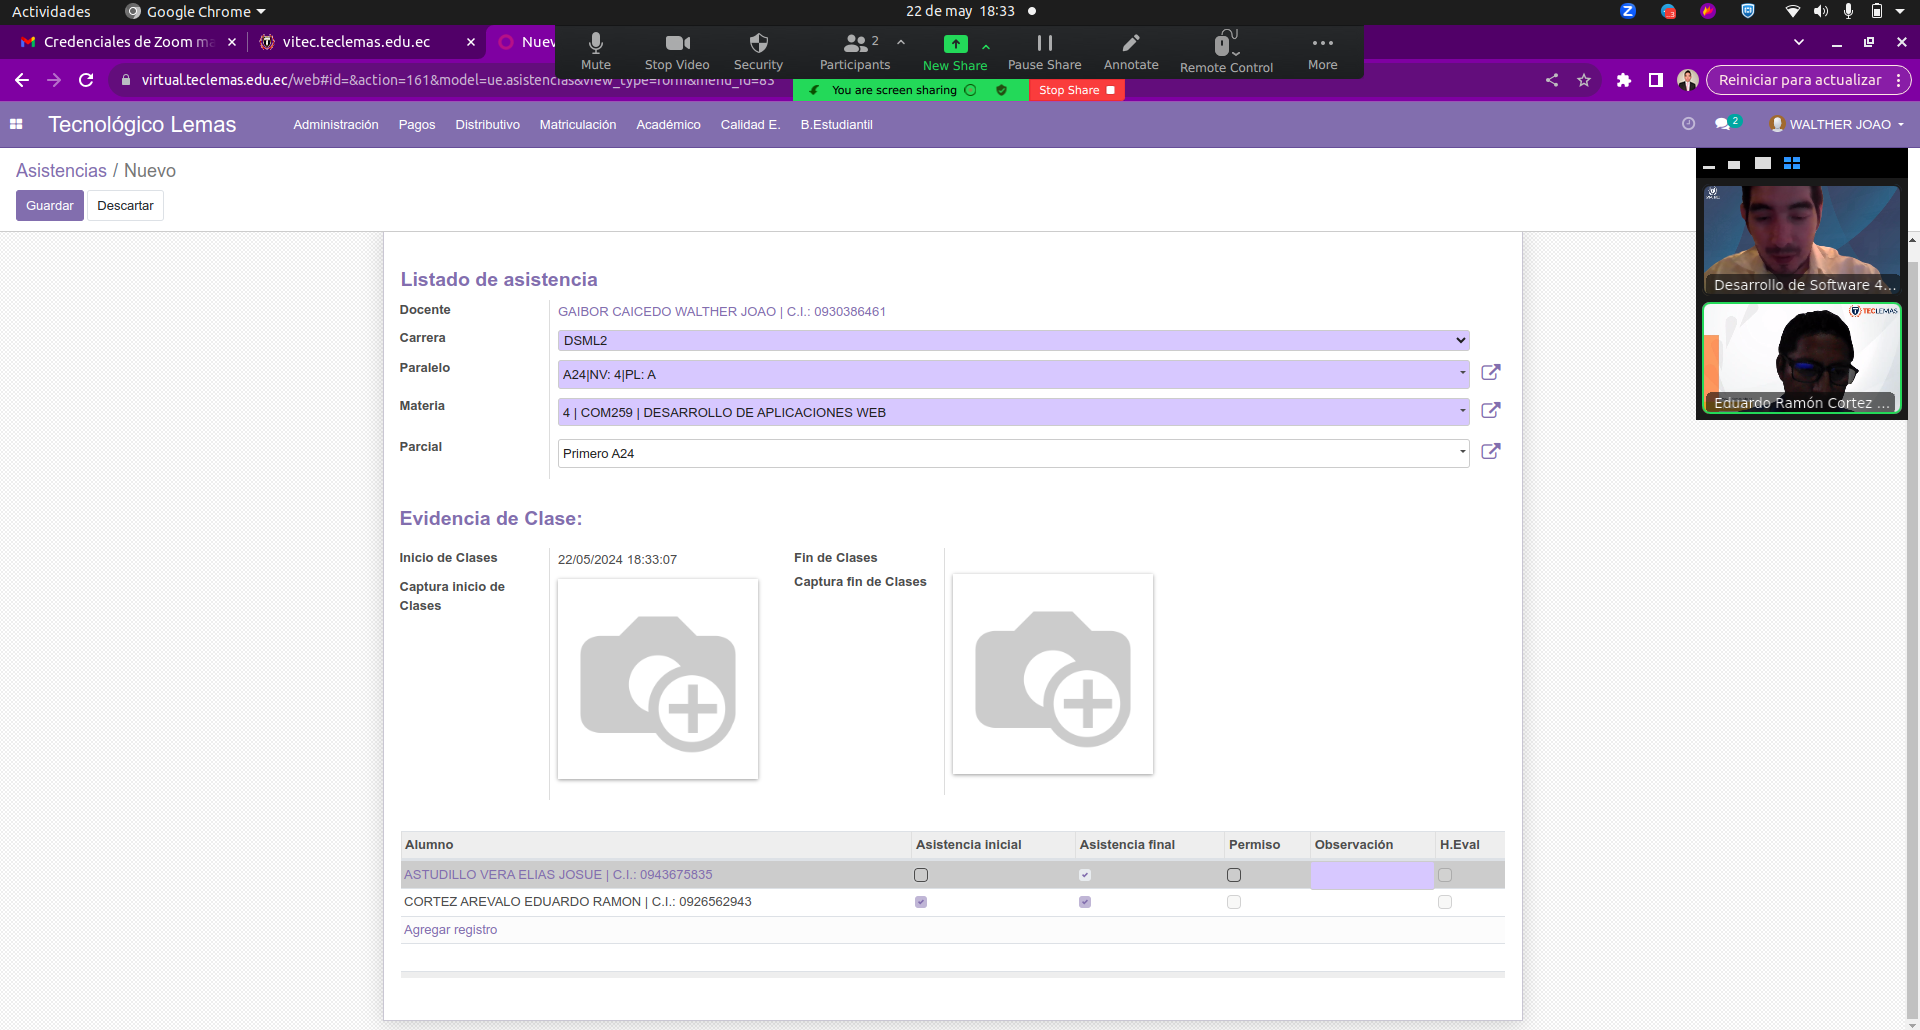 Actividades
Google Chrome
22 de may 18:33
Credenciales de Zoom ma
vitec.teclemas.edu.ec
Nuev
Mute
Stop Video
Security
Participants
2
New Share
Pause Share
Annotate
Remote Control
More
virtual.teclemas.edu.ec/web#id=&action=161&model=ue.asistencias&view_type=form&menu_id=83
Reiniciar para actualizar
You are screen sharing
Stop Share
Tecnológico Lemas
Administración
Pagos
Distributivo
Matriculación
Académico
Calidad E.
B.Estudiantil
2
WALTHER JOAO
Asistencias / Nuevo
Guardar
Descartar
Desarrollo de Software 4...
TECLEMAS
Eduardo Ramón Cortez ...
Listado de asistencia
Docente
GAIBOR CAICEDO WALTHER JOAO | C.I.: 0930386461
Carrera
DSML2
Paralelo
A24|NV: 4|PL: A
Materia
4 | COM259 | DESARROLLO DE APLICACIONES WEB
Parcial
Primero A24
Evidencia de Clase:
Inicio de Clases
22/05/2024 18:33:07
Fin de Clases
Captura inicio de
Clases
Captura fin de Clases
Alumno
Asistencia inicial
Asistencia final
Permiso
Observación
H.Eval
ASTUDILLO VERA ELIAS JOSUE | C.I.: 0943675835
CORTEZ AREVALO EDUARDO RAMON | C.I.: 0926562943
Agregar registro